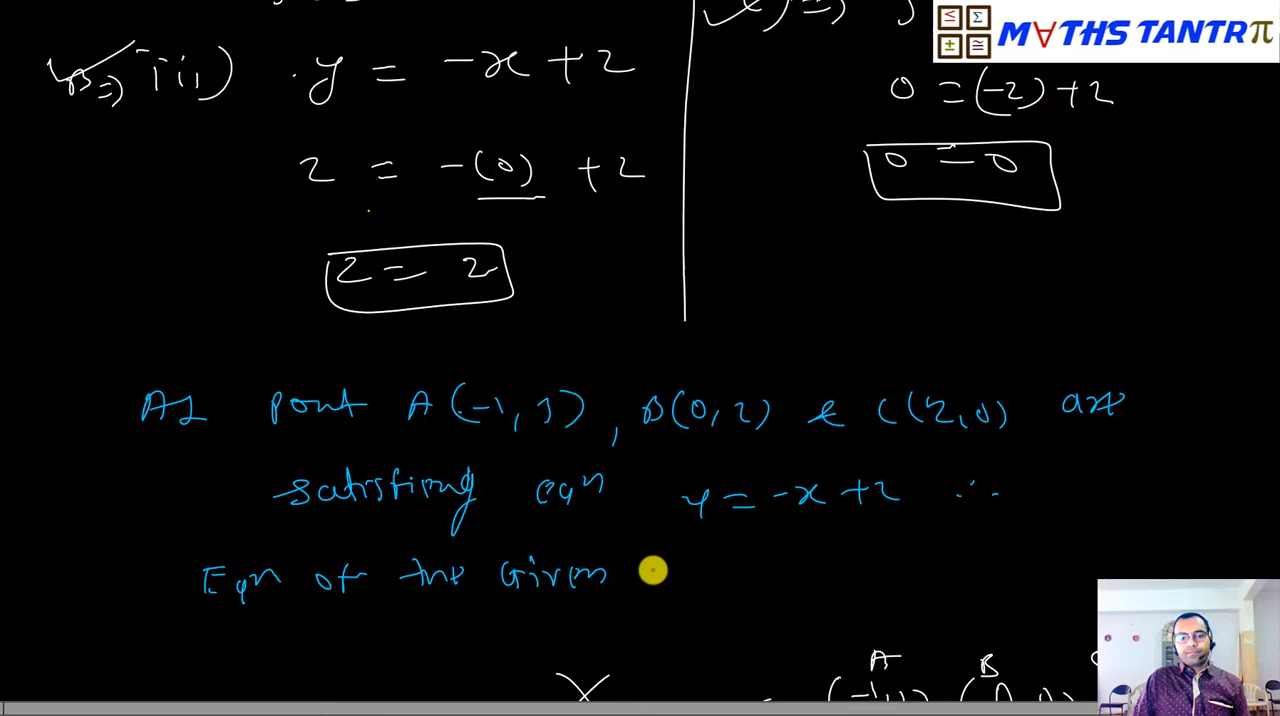 MATHS TANTRπ
≤ Σ
± ≅
B=) iii) y = -x + 2
2 = -(0) + 2
2 = 2
0 = (-2) + 2
0 = 0
As point A(-1, 3), B(0, 2) & C(2, 0) are
satisfying eqn y = -x + 2 ∴
Eqn of the Given
A B